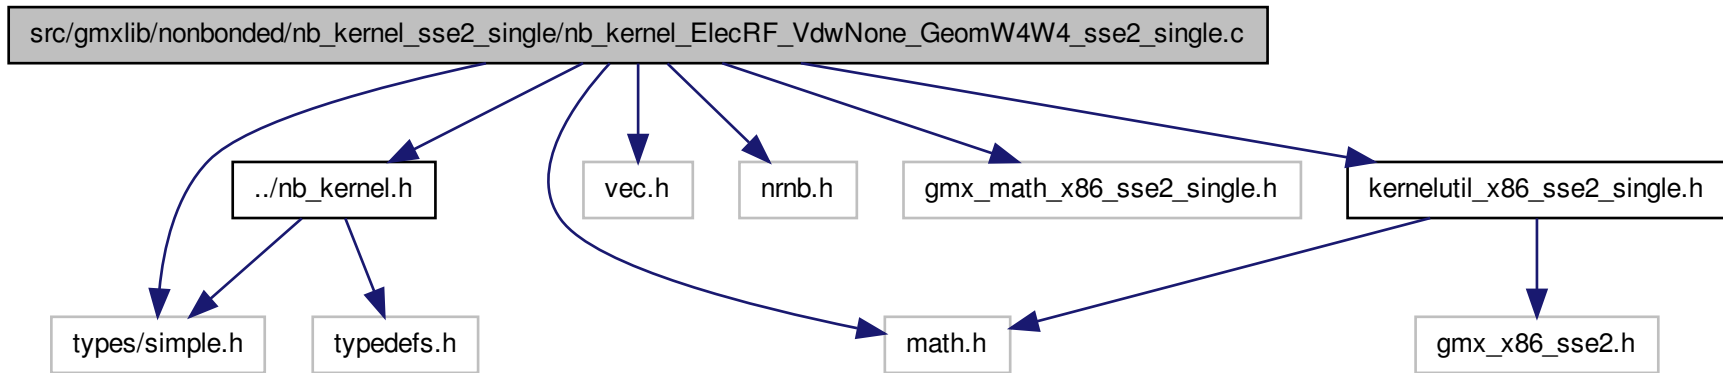 src/gmxlib/nonbonded/nb_kernel_sse2_single/nb_kernel_ElecRF_VdwNone_GeomW4W4_sse2_single.c
../nb_kernel.h
vec.h
nrnb.h
gmx_math_x86_sse2_single.h
kernelutil_x86_sse2_single.h
types/simple.h
typedefs.h
math.h
gmx_x86_sse2.h